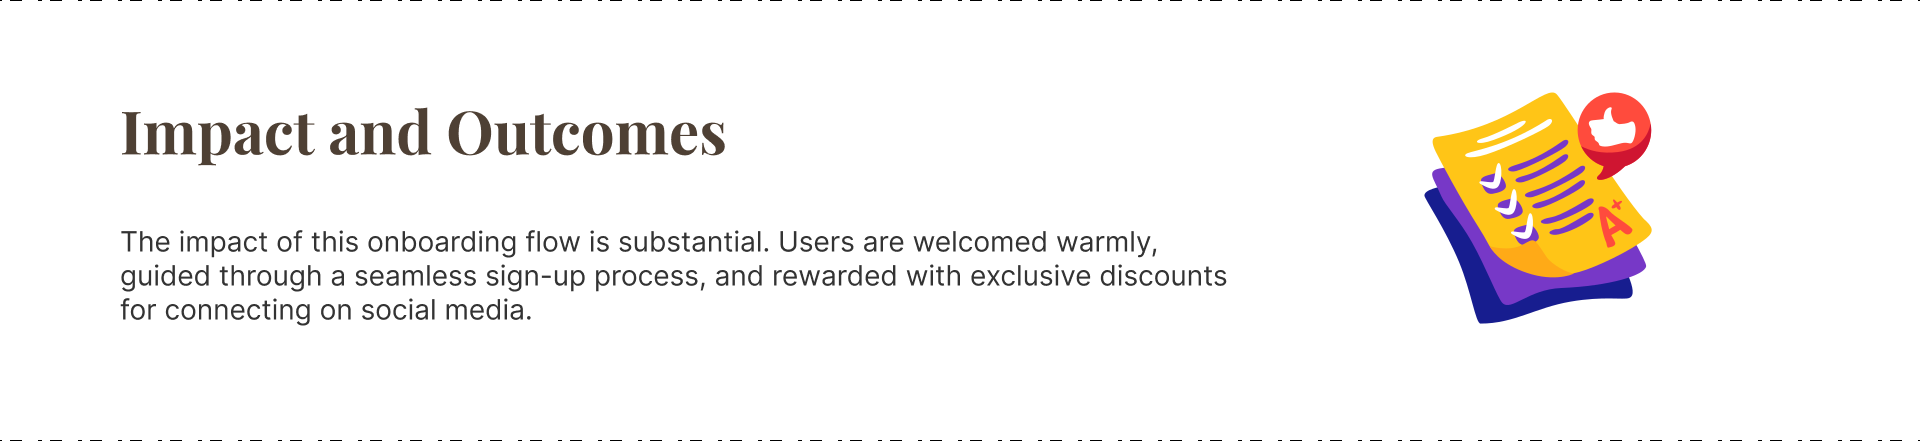 Impact and Outcomes
The impact of this onboarding flow is substantial. Users are welcomed warmly,
guided through a seamless sign-up process, and rewarded with exclusive discounts
for connecting on social media.
A+